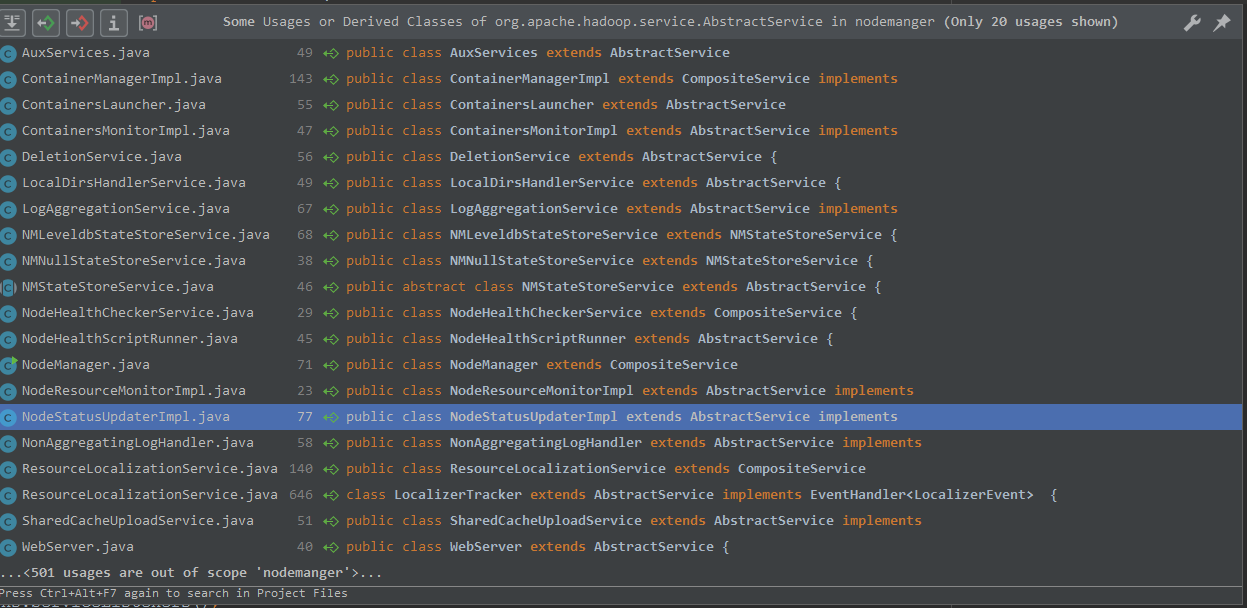 Some Usages or Derived Classes of org.apache.hadoop.service.AbstractService in nodemanger (Only 20 usages shown)
AuxServices.java 49 public class AuxServices extends AbstractService
ContainerManagerImpl.java 143 public class ContainerManagerImpl extends CompositeService implements
ContainersLauncher.java 55 public class ContainersLauncher extends AbstractService
ContainersMonitorImpl.java 47 public class ContainersMonitorImpl extends AbstractService implements
DeletionService.java 56 public class DeletionService extends AbstractService {
LocalDirsHandlerService.java 49 public class LocalDirsHandlerService extends AbstractService {
LogAggregationService.java 67 public class LogAggregationService extends AbstractService implements
NMLeveldbStateStoreService.java 68 public class NMLeveldbStateStoreService extends NMStateStoreService {
NMNullStateStoreService.java 38 public class NMNullStateStoreService extends NMStateStoreService {
NMStateStoreService.java 46 public abstract class NMStateStoreService extends AbstractService {
NodeHealthCheckerService.java 29 public class NodeHealthCheckerService extends CompositeService {
NodeHealthScriptRunner.java 45 public class NodeHealthScriptRunner extends AbstractService {
NodeManager.java 71 public class NodeManager extends CompositeService
NodeResourceMonitorImpl.java 23 public class NodeResourceMonitorImpl extends AbstractService implements
NodeStatusUpdaterImpl.java 77 public class NodeStatusUpdaterImpl extends AbstractService implements
NonAggregatingLogHandler.java 58 public class NonAggregatingLogHandler extends AbstractService implements
ResourceLocalizationService.java 140 public class ResourceLocalizationService extends CompositeService
ResourceLocalizationService.java 646 class LocalizerTracker extends AbstractService implements EventHandler<LocalizerEvent> {
SharedCacheUploadService.java 51 public class SharedCacheUploadService extends AbstractService implements
WebServer.java 40 public class WebServer extends AbstractService {
...<501 usages are out of scope 'nodemanger'>...
Press Ctrl+Alt+F7 again to search in Project Files